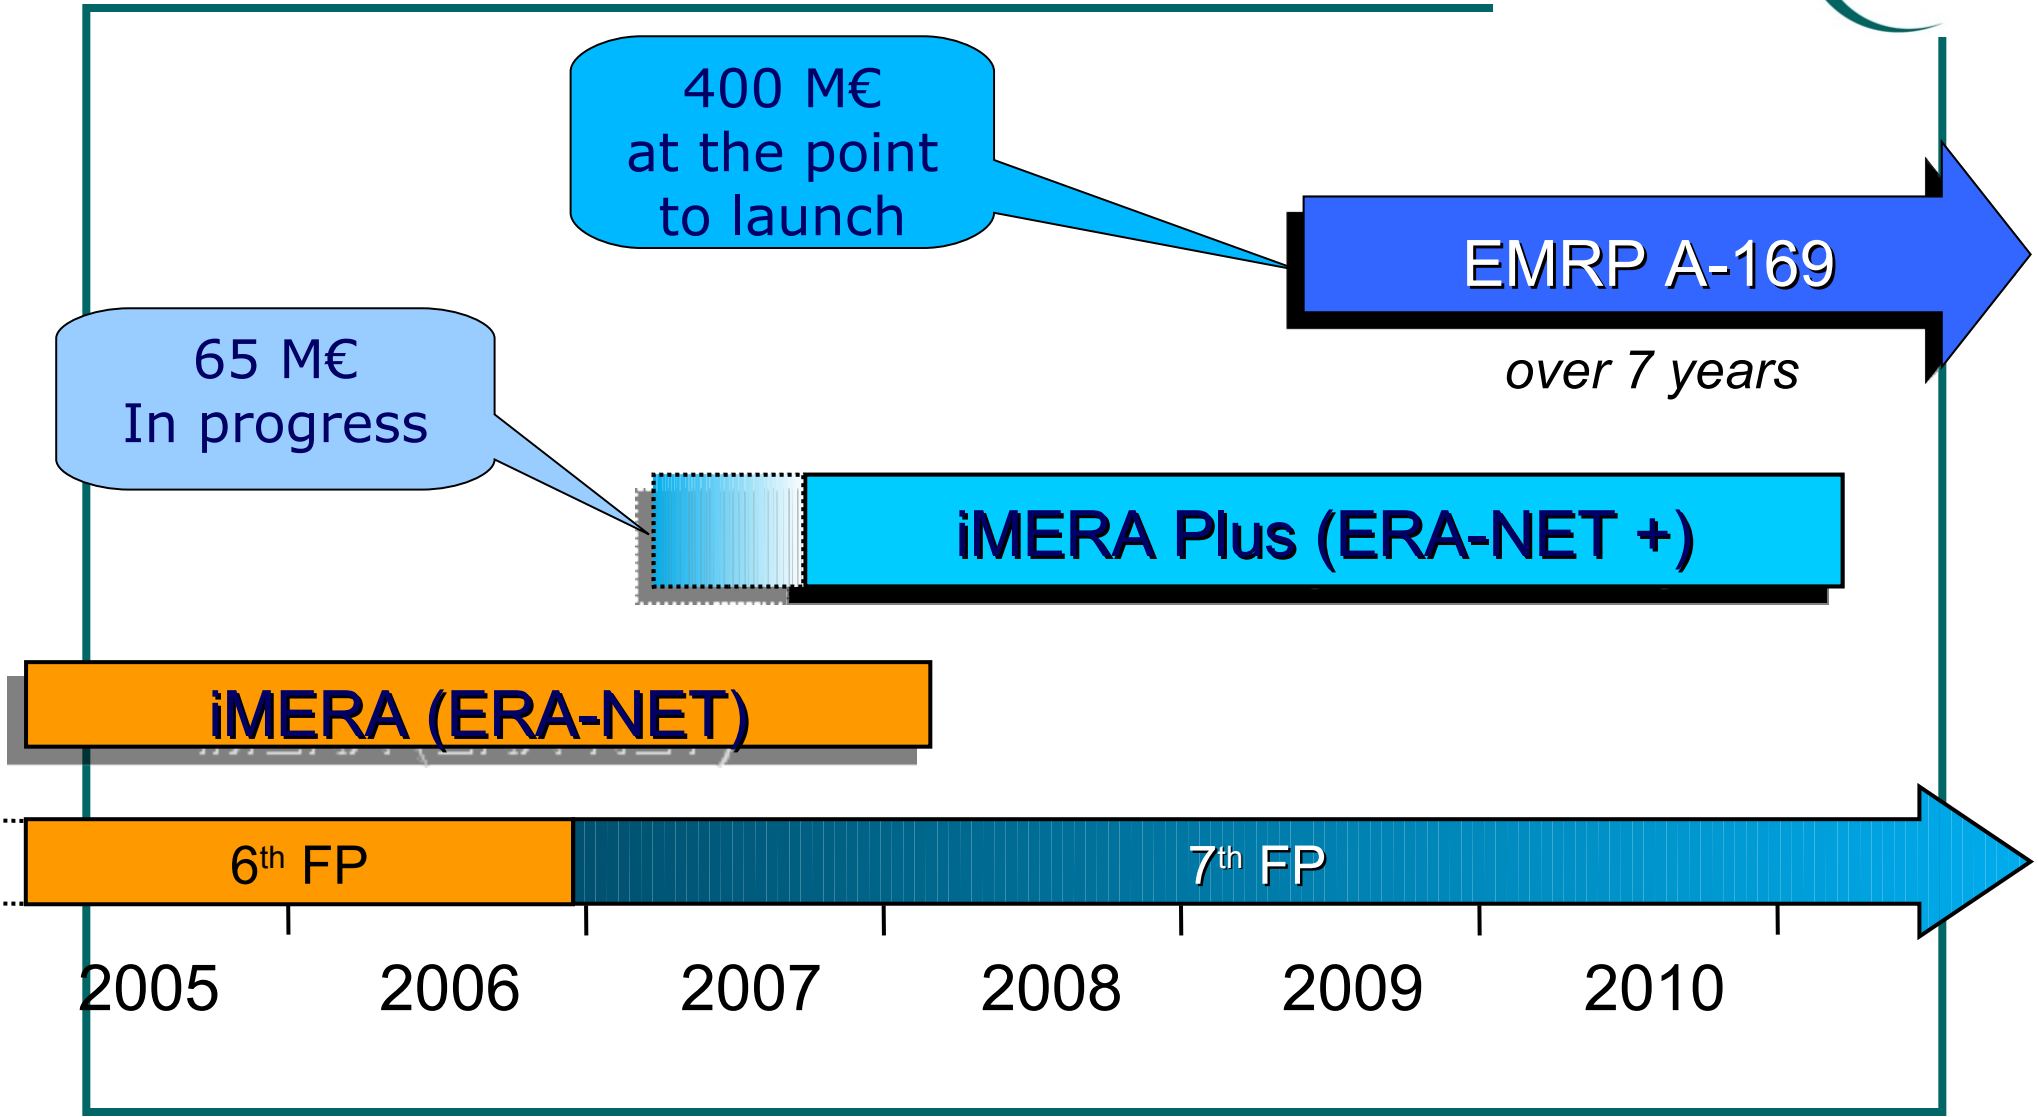 400 M€
at the point
to launch
EMRP A-169
over 7 years
65 M€
In progress
iMERA Plus (ERA-NET +)
iMERA (ERA-NET)
6th FP
7th FP
2005 2006 2007 2008 2009 2010